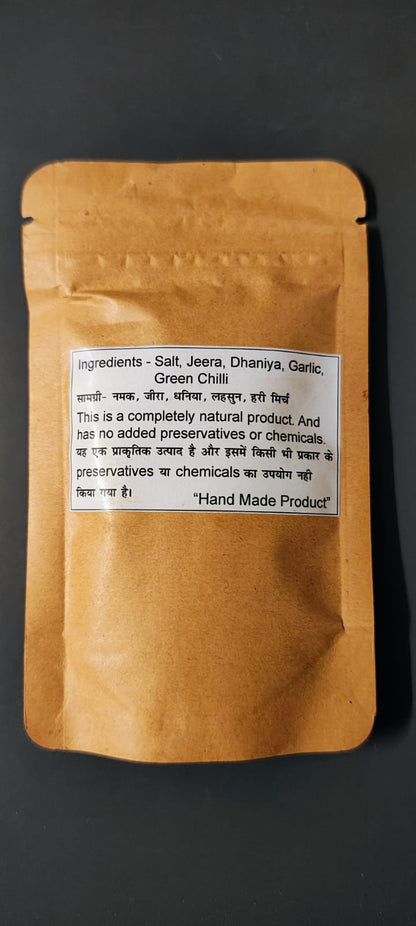 Ingredients - Salt, Jeera, Dhaniya, Garlic,
Green Chilli
सामग्री- नमक, जीरा, धनिया, लहसुन, हरी मिर्च
This is a completely natural product. And
has no added preservatives or chemicals.
यह एक प्राकृतिक उत्पाद है और इसमें किसी भी प्रकार के
preservatives या chemicals का उपयोग नही
किया गया है। “Hand Made Product”